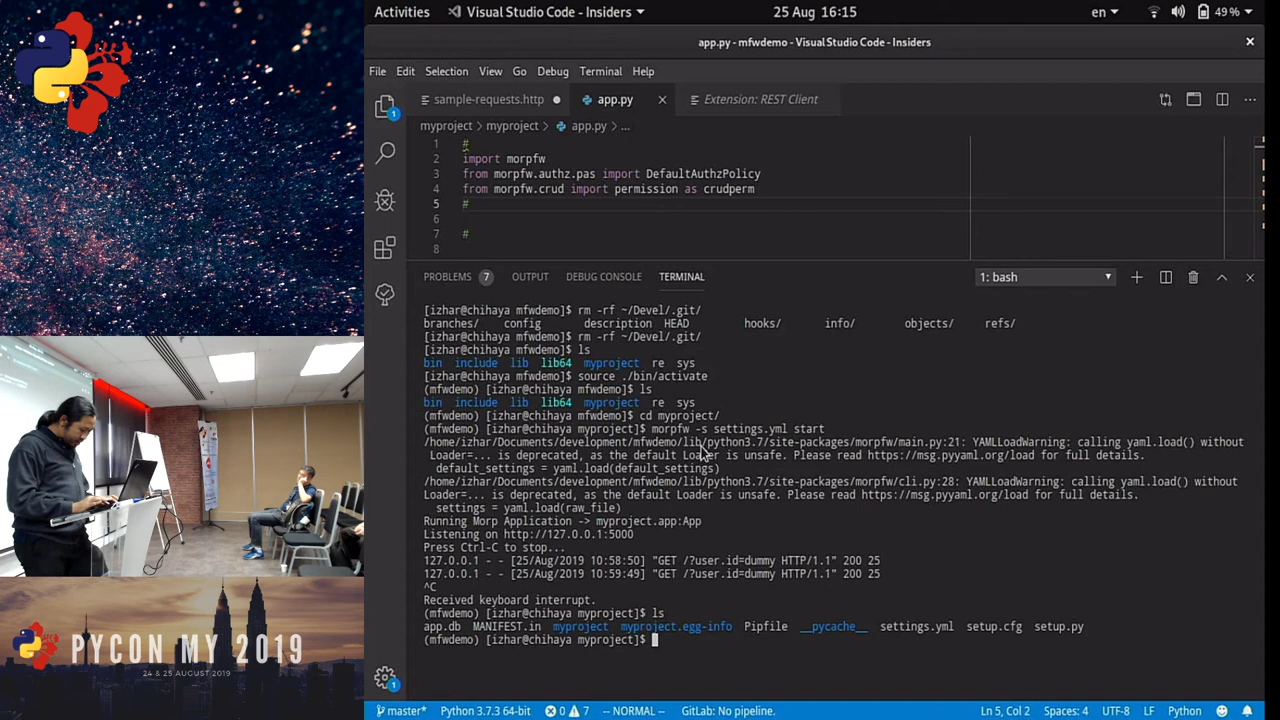 Activities
Visual Studio Code - Insiders
25 Aug 16:15
en
49%
app.py - mfwdemo - Visual Studio Code - Insiders
File Edit Selection View Go Debug Terminal Help
1
sample-requests.http
app.py
Extension: REST Client
myproject > myproject > app.py > ...
1 #
2 import morpfw
3 from morpfw.authz.pas import DefaultAuthzPolicy
4 from morpfw.crud import permission as crudperm
5 #
6
7 #
8
PROBLEMS 7 OUTPUT DEBUG CONSOLE TERMINAL
1: bash
[izhar@chihaya mfwdemo]$ rm -rf ~/Devel/.git/
branches/ config description HEAD hooks/ info/ objects/ refs/
[izhar@chihaya mfwdemo]$ rm -rf ~/Devel/.git/
[izhar@chihaya mfwdemo]$ ls
bin include lib lib64 myproject re sys
[izhar@chihaya mfwdemo]$ source ./bin/activate
(mfwdemo) [izhar@chihaya mfwdemo]$ ls
bin include lib lib64 myproject re sys
(mfwdemo) [izhar@chihaya mfwdemo]$ cd myproject/
(mfwdemo) [izhar@chihaya myproject]$ morpfw -s settings.yml start
/home/izhar/Documents/development/mfwdemo/lib/python3.7/site-packages/morpfw/main.py:21: YAMLLoadWarning: calling yaml.load() without
Loader=... is deprecated, as the default Loader is unsafe. Please read https://msg.pyyaml.org/load for full details.
default_settings = yaml.load(default_settings)
/home/izhar/Documents/development/mfwdemo/lib/python3.7/site-packages/morpfw/cli.py:28: YAMLLoadWarning: calling yaml.load() without
Loader=... is deprecated, as the default Loader is unsafe. Please read https://msg.pyyaml.org/load for full details.
settings = yaml.load(raw_file)
Running Morp Application -> myproject.app:App
Listening on http://127.0.0.1:5000
Press Ctrl-C to stop...
127.0.0.1 - - [25/Aug/2019 10:58:50] "GET /?user.id=dummy HTTP/1.1" 200 25
127.0.0.1 - - [25/Aug/2019 10:59:49] "GET /?user.id=dummy HTTP/1.1" 200 25
^C
Received keyboard interrupt.
(mfwdemo) [izhar@chihaya myproject]$ ls
app.db MANIFEST.in myproject myproject.egg-info Pipfile __pycache__ settings.yml setup.cfg setup.py
(mfwdemo) [izhar@chihaya myproject]$
1
master* Python 3.7.3 64-bit 0 7 -- NORMAL -- GitLab: No pipeline. Ln 5, Col 2 Spaces: 4 UTF-8 LF Python
PYCON MY 2019
24 & 25 AUGUST 2019